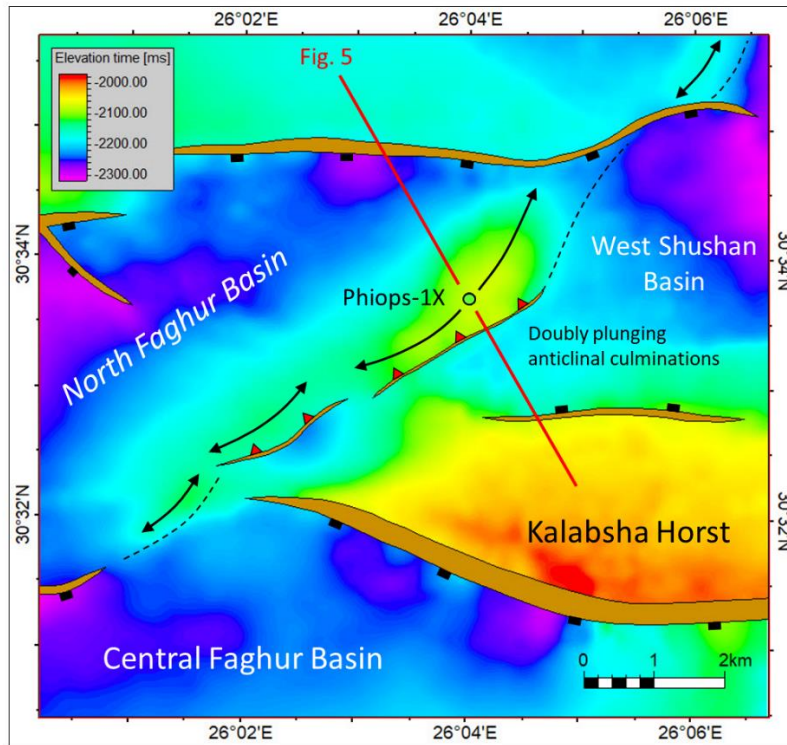 26°02'E
26°04'E
26°06'E
Elevation time [ms]
-2000.00
-2100.00
-2200.00
-2300.00
Fig. 5
30°34'N
30°34'N
North Faghur Basin
West Shushan
Basin
Phiops-1X
Doubly plunging
anticlinal culminations
30°32'N
30°32'N
Kalabsha Horst
Central Faghur Basin
0 1 2km
26°02'E
26°04'E
26°06'E